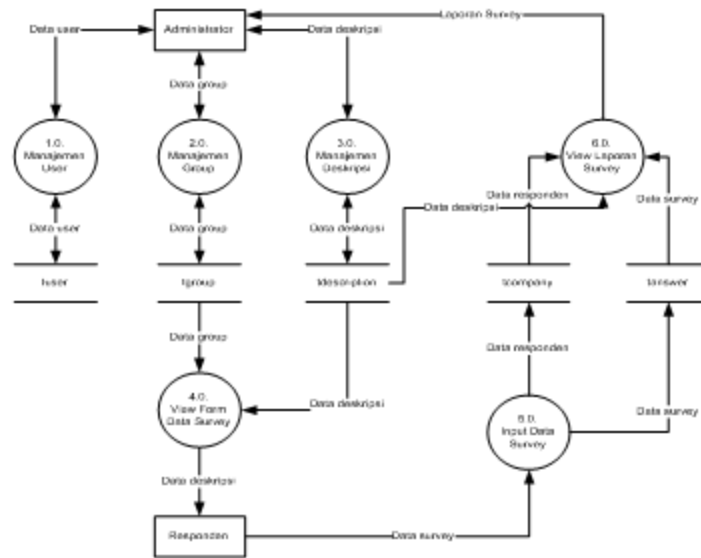 Laporan Survey
Data user
Administrator
Data deskripsi
Data group
1.0.
Manajemen
User
2.0.
Manajemen
Group
3.0.
Manajemen
Deskripsi
6.0.
View Laporan
Survey
Data responden
Data survey
Data deskripsi
Data user
Data group
Data deskripsi
tuser
tgroup
tdescription
tcompany
tanswer
Data group
Data responden
4.0.
View Form
Data Survey
Data deskripsi
5.0.
Input Data
Survey
Data survey
Data deskripsi
Responden
Data survey